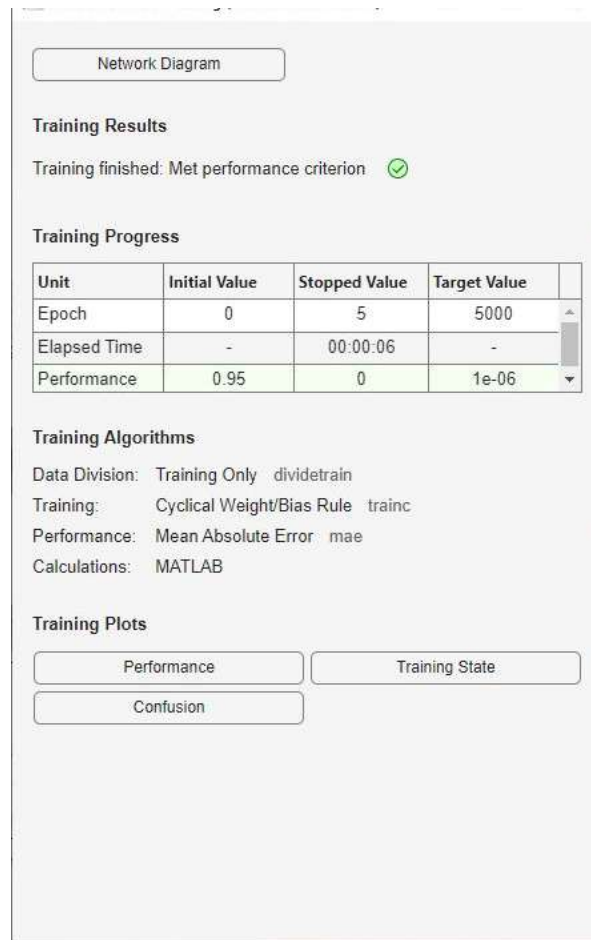 Network Diagram
Training Results
Training finished: Met performance criterion
Training Progress
Unit Initial Value Stopped Value Target Value
Epoch 0 5 5000
Elapsed Time - 00:00:06 -
Performance 0.95 0 1e-06
Training Algorithms
Data Division: Training Only dividetrain
Training: Cyclical Weight/Bias Rule trainc
Performance: Mean Absolute Error mae
Calculations: MATLAB
Training Plots
Performance Training State
Confusion